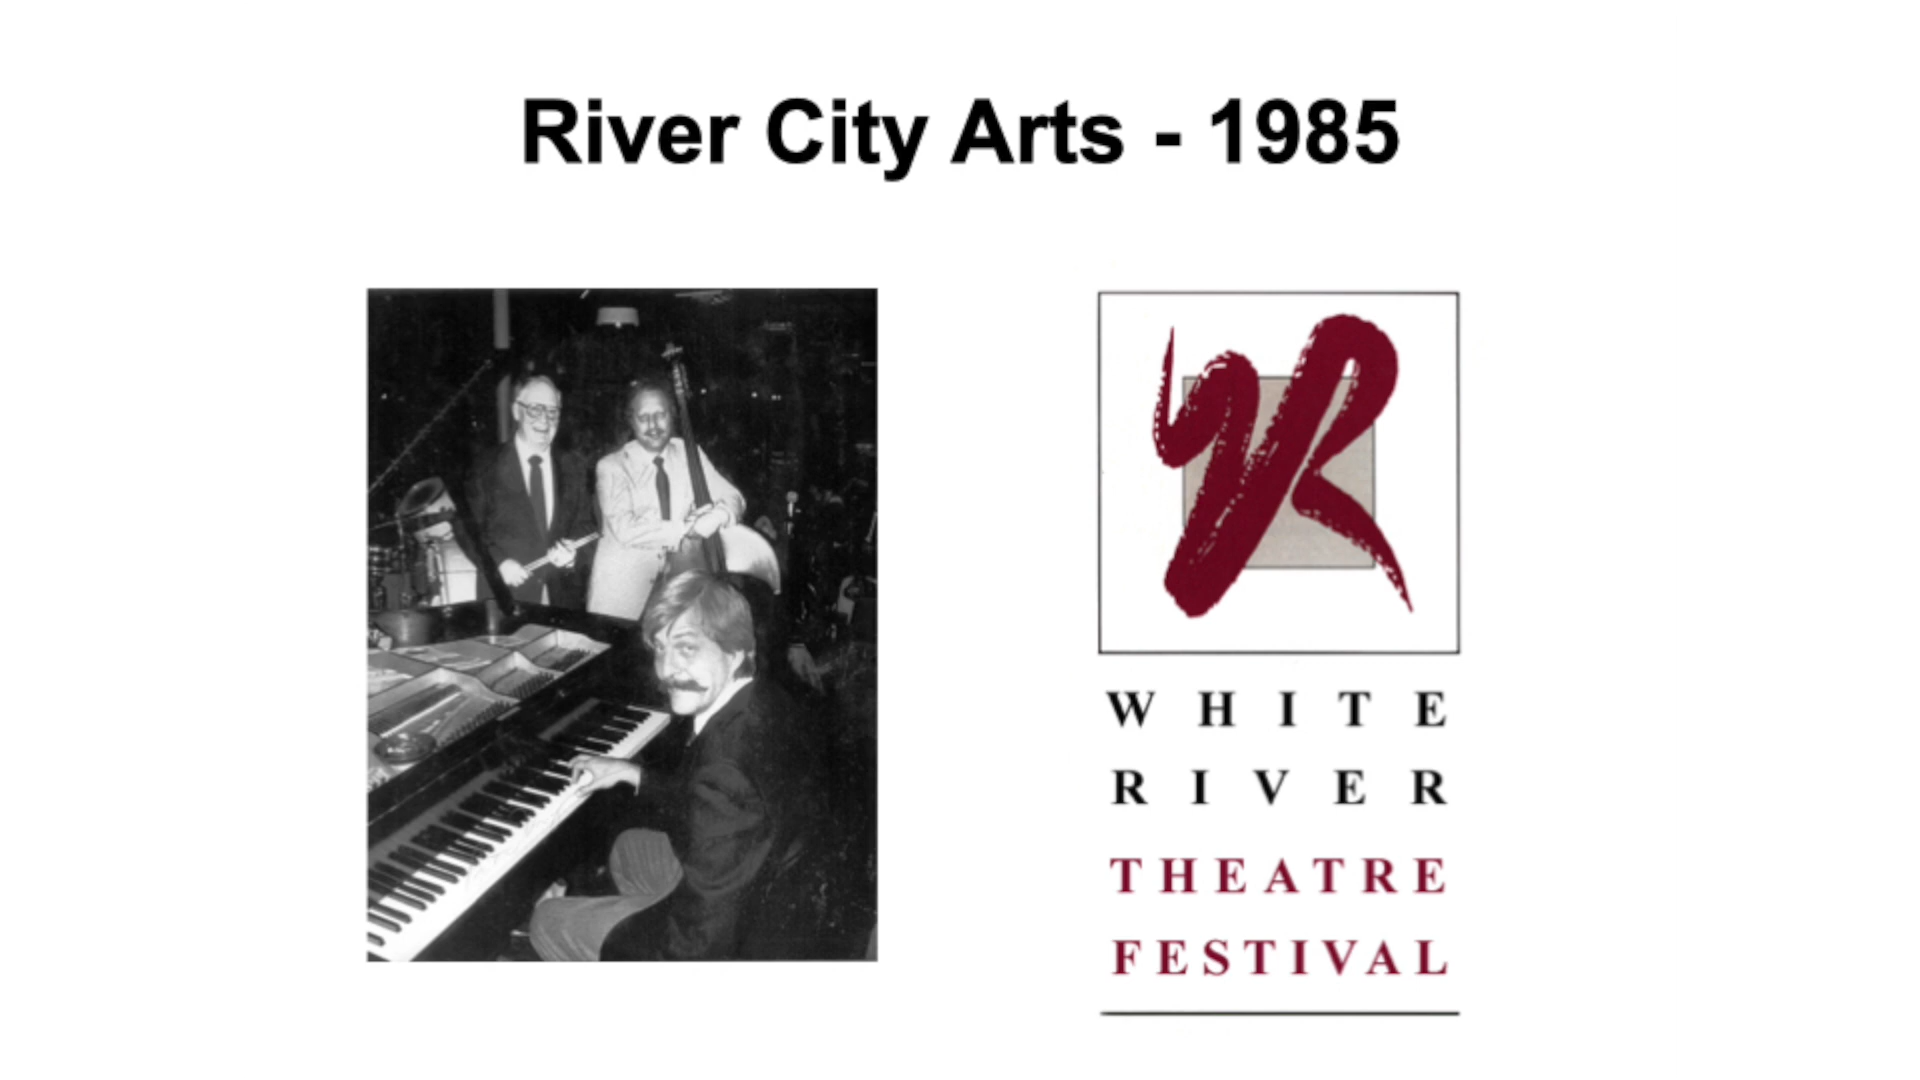 River City Arts - 1985
WHITE
RIVER
THEATRE
FESTIVAL